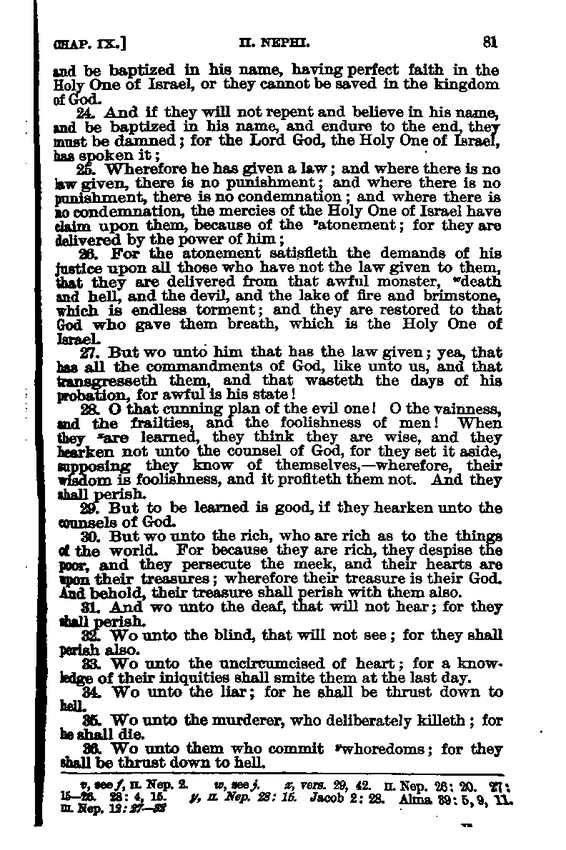 CHAP. IX.] II. NEPHI. 81
and be baptized in his name, having perfect faith in the
Holy One of Israel, or they cannot be saved in the kingdom
of God.
24. And if they will not repent and believe in his name,
and be baptized in his name, and endure to the end, they
must be damned; for the Lord God, the Holy One of Israel,
has spoken it;
25. Wherefore he has given a law; and where there is no
law given, there is no punishment; and where there is no
punishment, there is no condemnation; and where there is
no condemnation, the mercies of the Holy One of Israel have
claim upon them, because of the ᵛatonement; for they are
delivered by the power of him;
26. For the atonement satisfieth the demands of his
justice upon all those who have not the law given to them,
that they are delivered from that awful monster, ʷdeath
and hell, and the devil, and the lake of fire and brimstone,
which is endless torment; and they are restored to that
God who gave them breath, which is the Holy One of
Israel.
27. But wo unto him that has the law given; yea, that
has all the commandments of God, like unto us, and that
transgresseth them, and that wasteth the days of his
probation, for awful is his state!
28. O that cunning plan of the evil one! O the vainness,
and the frailties, and the foolishness of men! When
they ˣare learned, they think they are wise, and they
hearken not unto the counsel of God, for they set it aside,
supposing they know of themselves,—wherefore, their
wisdom is foolishness, and it profiteth them not. And they
shall perish.
29. But to be learned is good, if they hearken unto the
counsels of God.
30. But wo unto the rich, who are rich as to the things
of the world. For because they are rich, they despise the
poor, and they persecute the meek, and their hearts are
upon their treasures; wherefore their treasure is their God.
And behold, their treasure shall perish with them also.
31. And wo unto the deaf, that will not hear; for they
shall perish.
32. Wo unto the blind, that will not see; for they shall
perish also.
33. Wo unto the uncircumcised of heart; for a know-
ledge of their iniquities shall smite them at the last day.
34. Wo unto the liar; for he shall be thrust down to
hell.
35. Wo unto the murderer, who deliberately killeth; for
he shall die.
36. Wo unto them who commit ʸwhoredoms; for they
shall be thrust down to hell.
v, see f, II. Nep. 2. w, see j. x, vers. 29, 42. II. Nep. 26: 20. 27:
15—26. 28: 4, 15. y, II. Nep. 28: 15. Jacob 2: 28. Alma 39: 5, 9, 11.
III. Nep. 12: 27—32